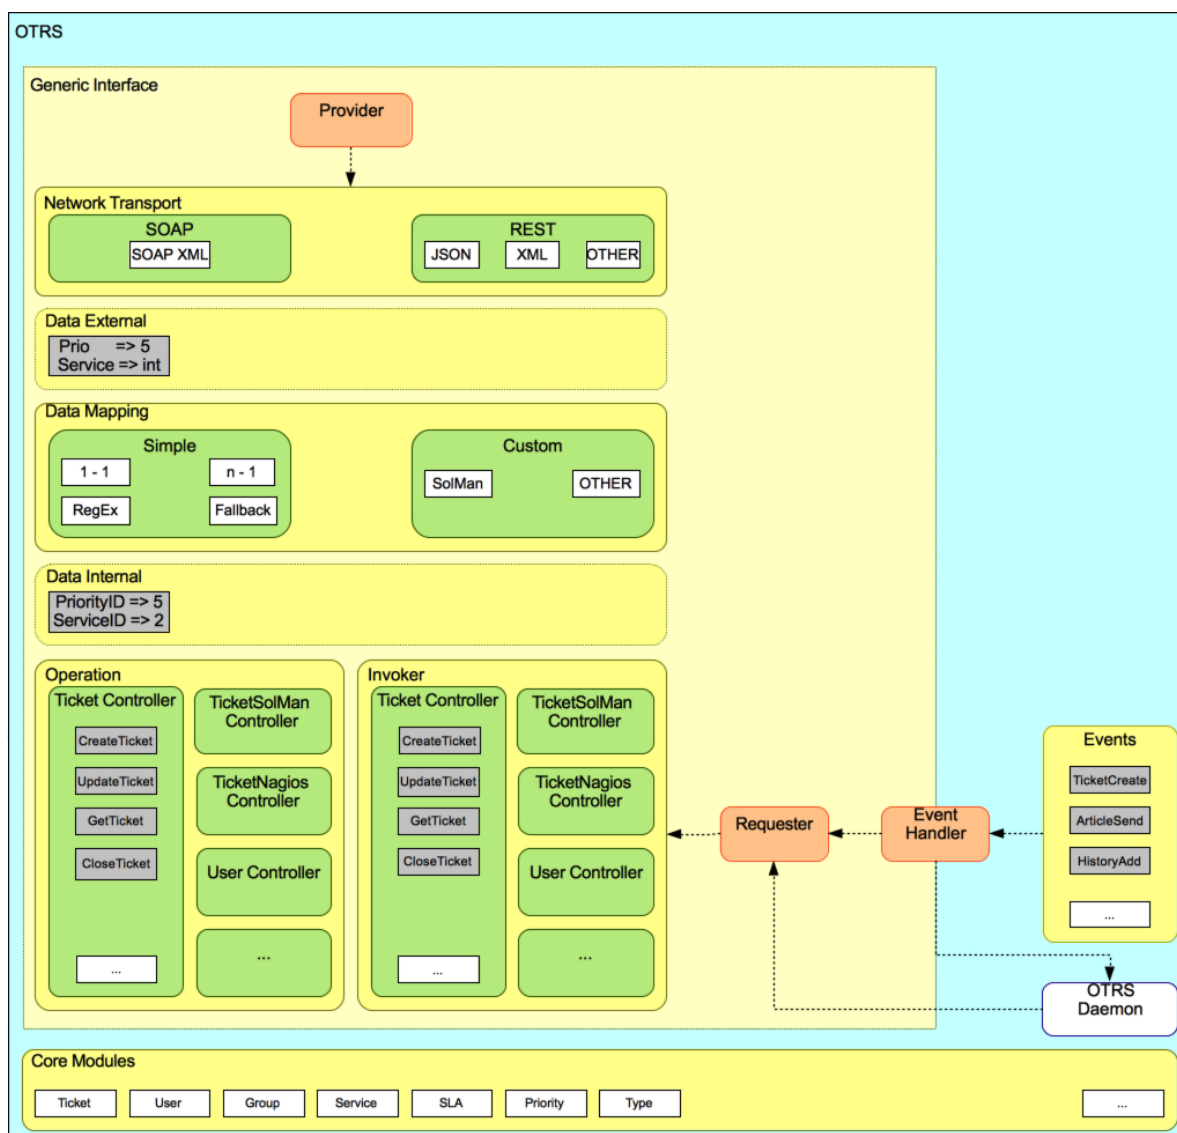 OTRS
Generic Interface
Provider
Network Transport
SOAP
SOAP XML
REST
JSON
XML
OTHER
Data External
Prio => 5
Service => int
Data Mapping
Simple
1 - 1
n - 1
RegEx
Fallback
Custom
SolMan
OTHER
Data Internal
PriorityID => 5
ServiceID => 2
Operation
Ticket Controller
CreateTicket
UpdateTicket
GetTicket
CloseTicket
...
TicketSolMan
Controller
TicketNagios
Controller
User Controller
...
Invoker
Ticket Controller
CreateTicket
UpdateTicket
GetTicket
CloseTicket
...
TicketSolMan
Controller
TicketNagios
Controller
User Controller
...
Requester
Event
Handler
Events
TicketCreate
ArticleSend
HistoryAdd
...
OTRS
Daemon
Core Modules
Ticket
User
Group
Service
SLA
Priority
Type
...